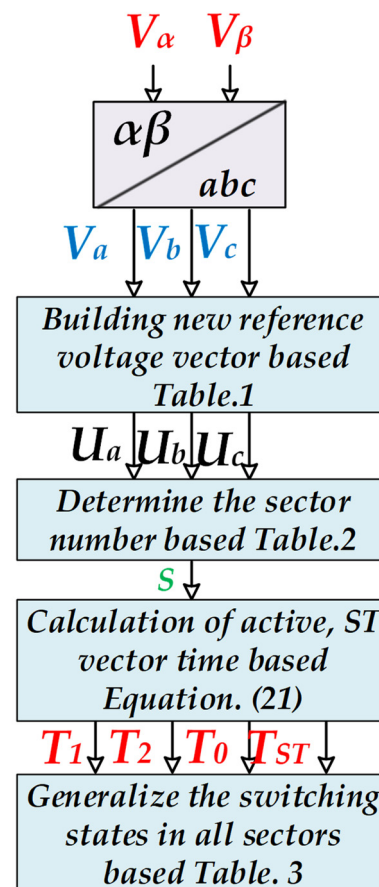 Vα Vβ
αβ
abc
Va Vb Vc
Building new reference
voltage vector based
Table.1
Ua Ub Uc
Determine the sector
number based Table.2
S
Calculation of active, ST
vector time based
Equation. (21)
T1 T2 T0 TST
Generalize the switching
states in all sectors
based Table. 3